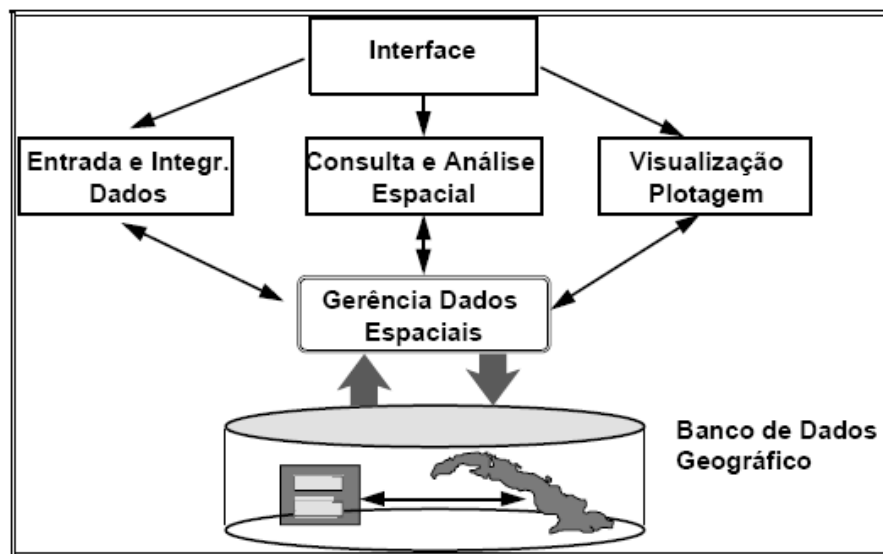 Interface
Entrada e Integr.
Dados
Consulta e Análise
Espacial
Visualização
Plotagem
Gerência Dados
Espaciais
Banco de Dados
Geográfico